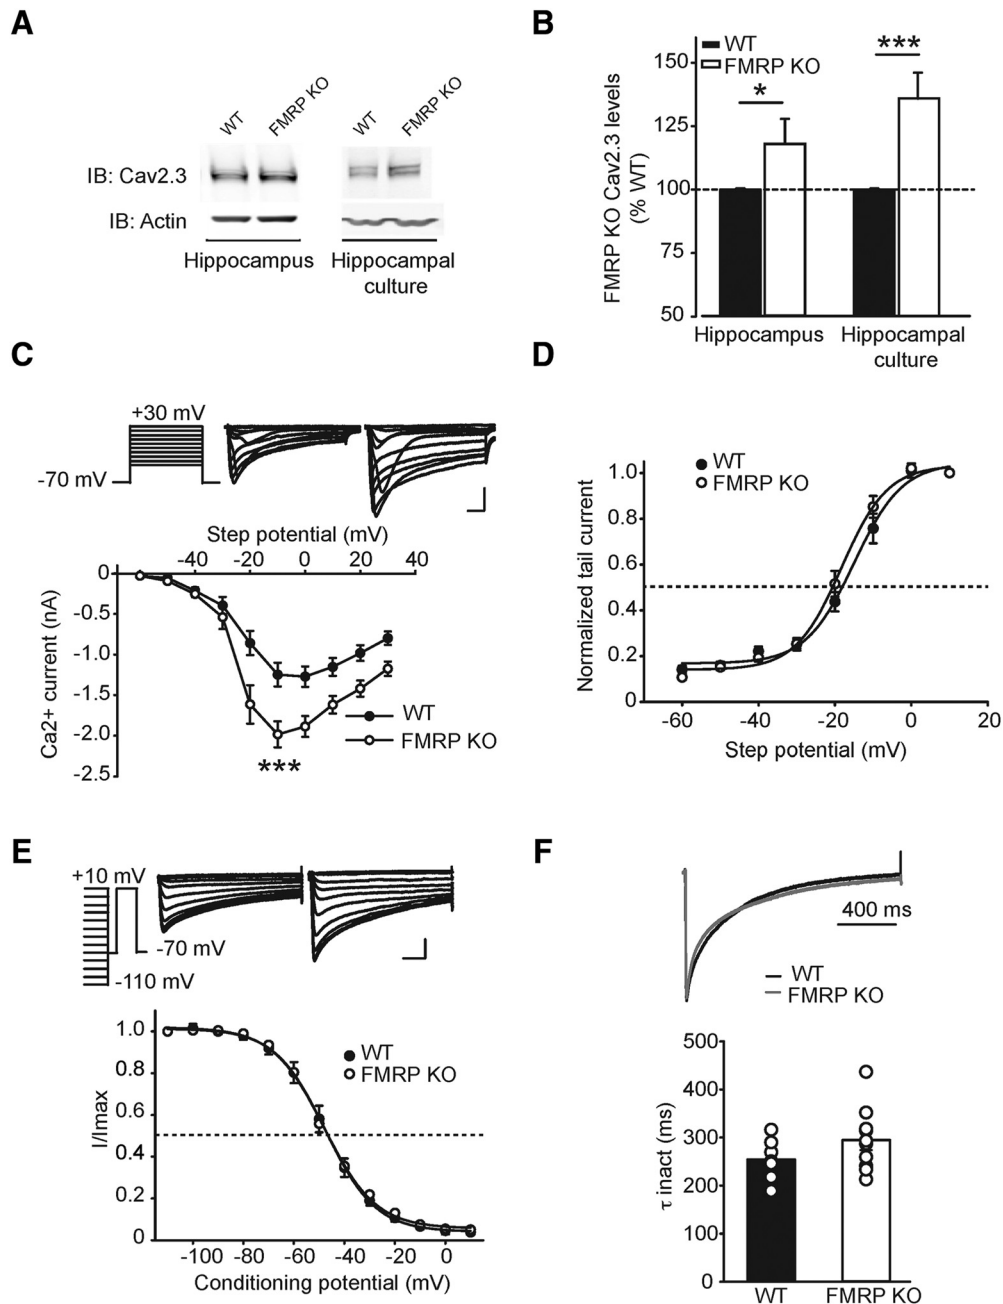 A
WT
FMRP KO
WT
FMRP KO
IB: Cav2.3
IB: Actin
Hippocampus
Hippocampal
culture
B
WT
FMRP KO
***
*
FMRP KO Cav2.3 levels
(% WT)
150
125
100
75
50
Hippocampus
Hippocampal
culture
C
+30 mV
-70 mV
Step potential (mV)
-40
-20
0
20
40
0
-0.5
-1.0
-1.5
-2.0
-2.5
Ca2+ current (nA)
WT
FMRP KO
***
D
WT
FMRP KO
Normalized tail current
1.0
0.8
0.6
0.4
0.2
0
-60
-40
-20
0
20
Step potential (mV)
E
+10 mV
-70 mV
-110 mV
WT
FMRP KO
I/Imax
1.0
0.8
0.6
0.4
0.2
0
-100
-80
-60
-40
-20
0
Conditioning potential (mV)
F
400 ms
WT
FMRP KO
τ inact (ms)
500
400
300
200
100
0
WT
FMRP KO